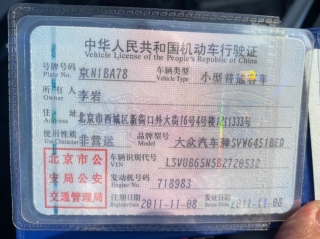 中华人民共和国机动车行驶证
Vehicle License of the People's Republic of China
号牌号码 京N1BA78 车辆类型 小型普通客车
Plate No. Vehicle Type
所有人 李岩
Owner
住址
Address 北京市西城区新街口外大街
使用性质 非营运 品牌型号 大众汽车牌SVW6451BED
Use Character Model
北京市公
安局公安
交通管理局
车辆识别代号 LSVUB65N5B2720532
VIN
发动机号码 718983
Engine No.
注册日期 2011-11-08 发证日期 2011-11-08
Register Date Issue Date